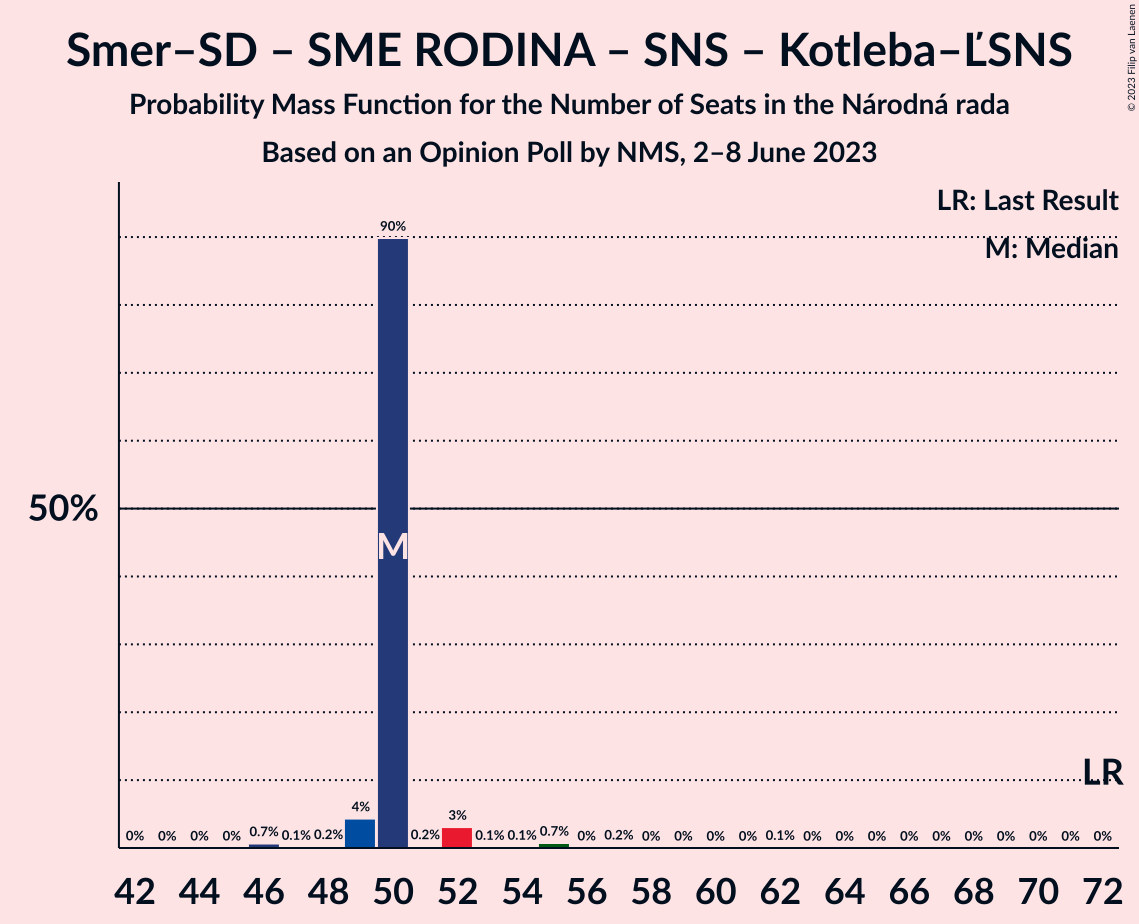 Smer–SD – SME RODINA – SNS – Kotleba–ĽSNS
Probability Mass Function for the Number of Seats in the Národná rada
Based on an Opinion Poll by NMS, 2–8 June 2023
© 2023 Filip van Laenen
LR: Last Result
M: Median
90%
50%
M
LR
0% 0% 0% 0% 0.7% 0.1% 0.2% 4% 0.2% 3% 0.1% 0.1% 0.7% 0% 0.2% 0% 0% 0% 0% 0.1% 0% 0% 0% 0% 0% 0% 0% 0% 0% 0%
42 44 46 48 50 52 54 56 58 60 62 64 66 68 70 72